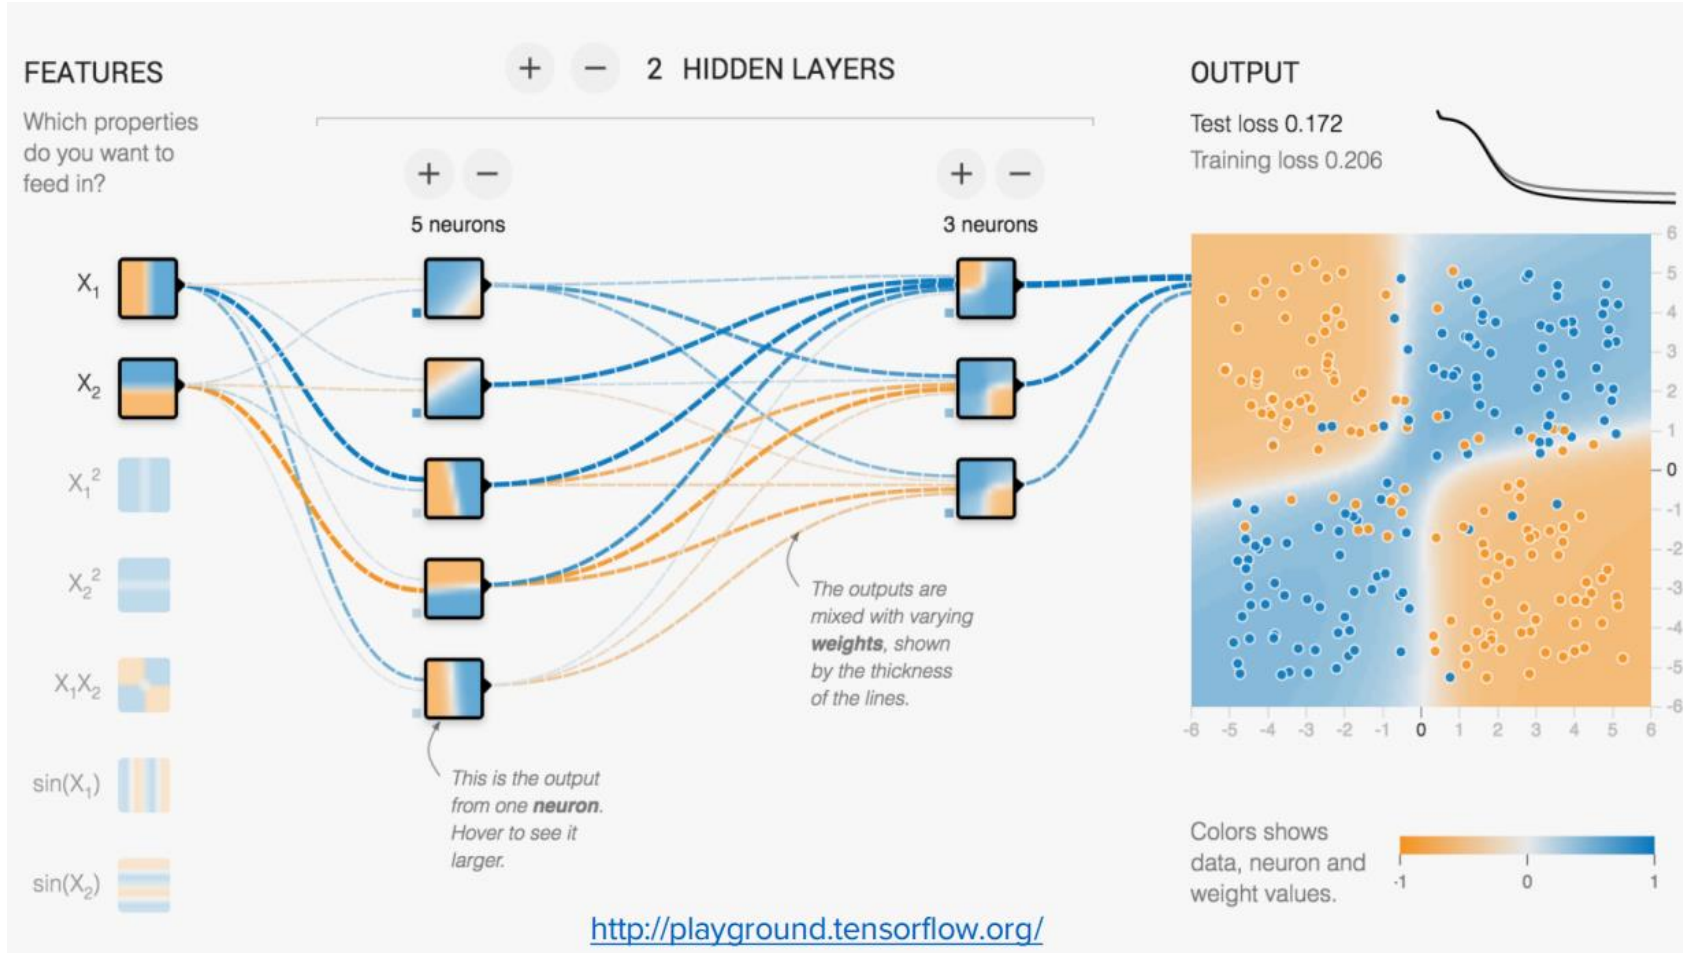 FEATURES
Which properties
do you want to
feed in?
X1
X2
X1²
X2²
X1X2
sin(X1)
sin(X2)
+ − 2 HIDDEN LAYERS
+ −
5 neurons
+ −
3 neurons
This is the output
from one neuron.
Hover to see it
larger.
The outputs are
mixed with varying
weights, shown
by the thickness
of the lines.
OUTPUT
Test loss 0.172
Training loss 0.206
6
5
4
3
2
1
0
-1
-2
-3
-4
-5
-6
-6 -5 -4 -3 -2 -1 0 1 2 3 4 5 6
Colors shows
data, neuron and
weight values.
-1 0 1
http://playground.tensorflow.org/